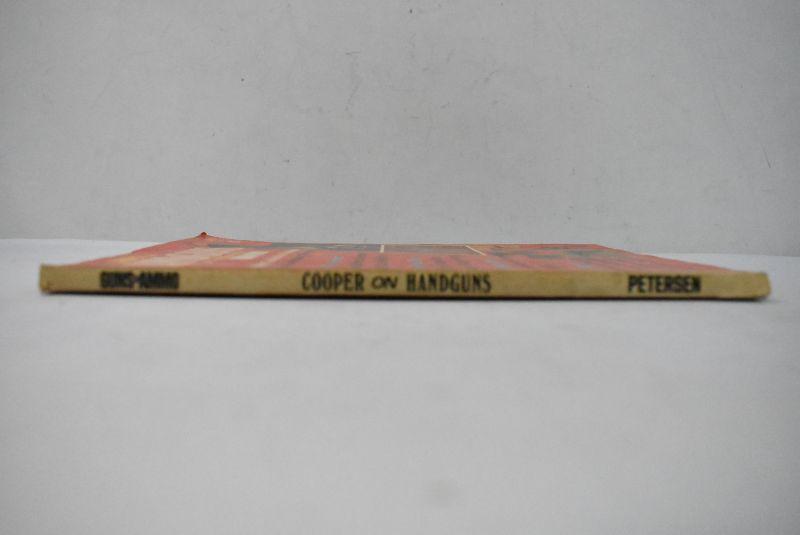 GUNS & AMMO COOPER ON HANDGUNS PETERSEN